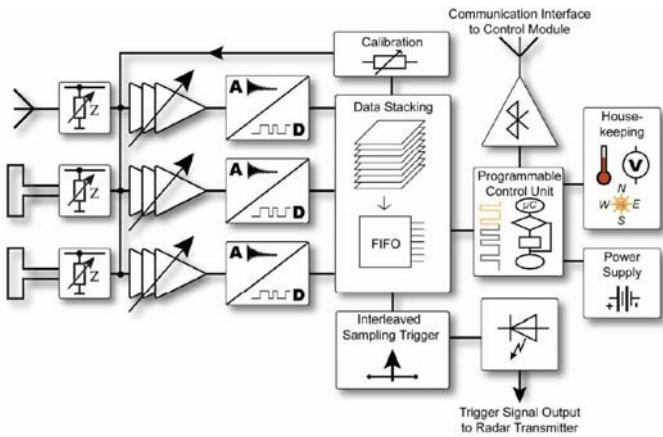 Communication Interface
to Control Module
Calibration
Z
A
D
Data Stacking
FIFO
Z
A
D
Z
A
D
Programmable
Control Unit
μC
House-
keeping
V
N
W
E
S
Power
Supply
+
Interleaved
Sampling Trigger
Trigger Signal Output
to Radar Transmitter